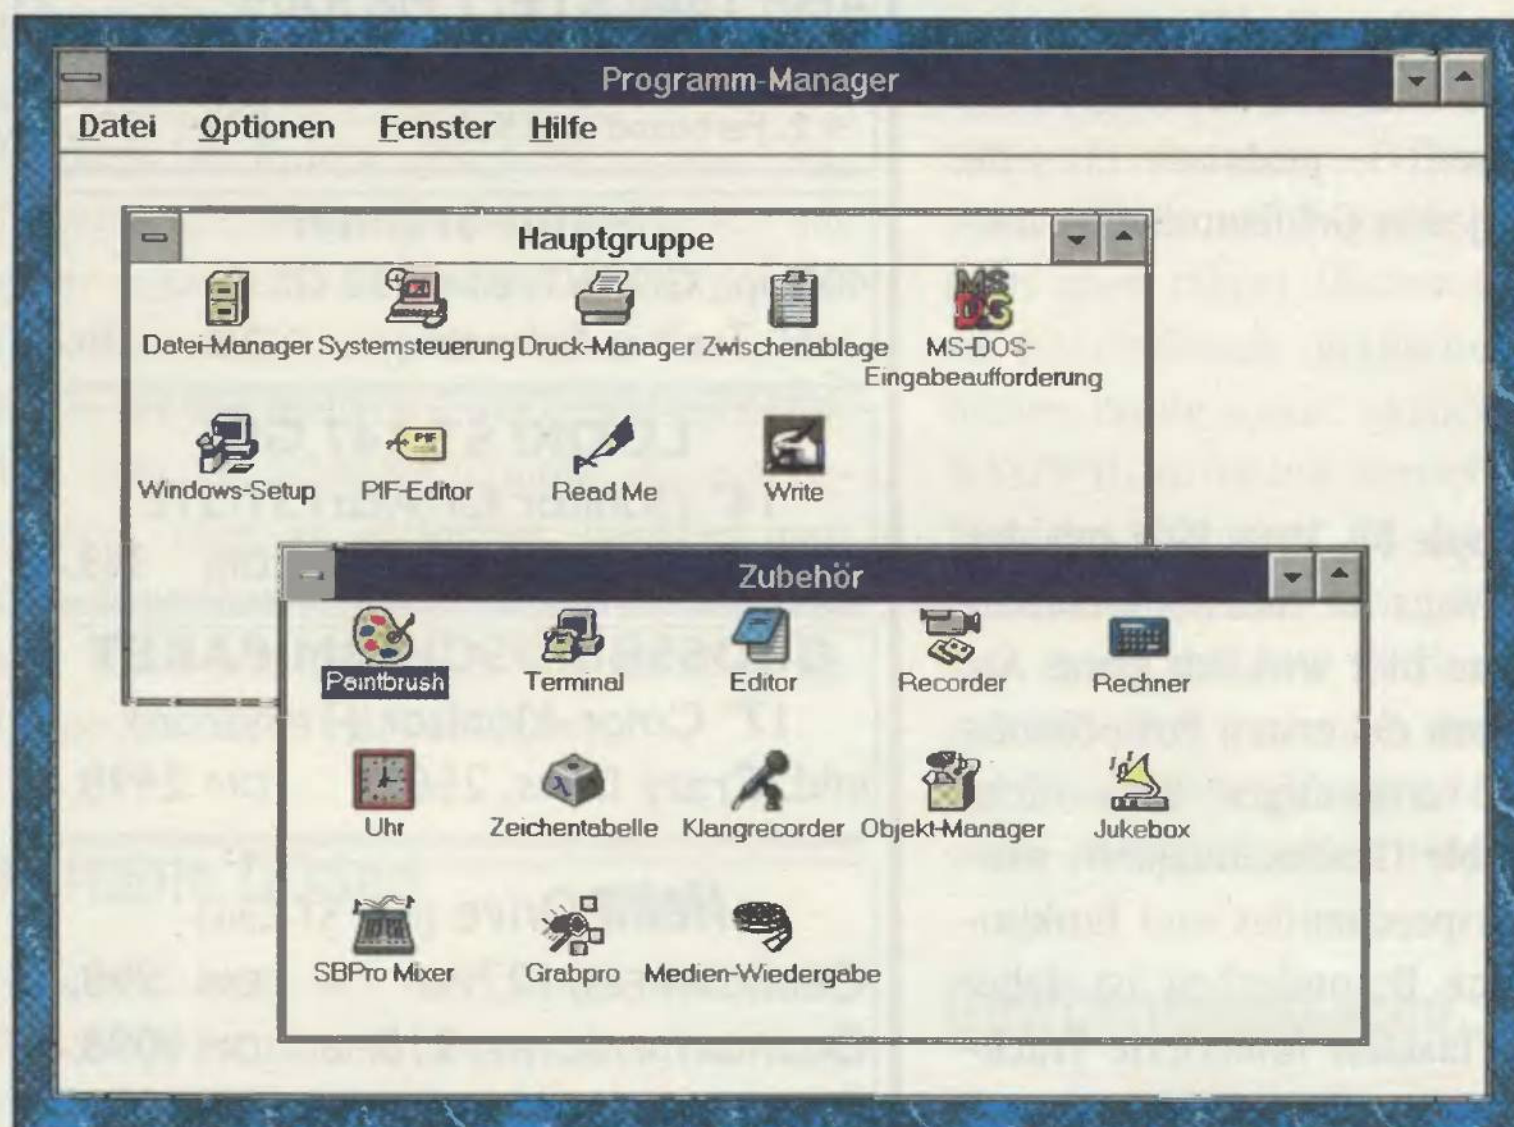 Programm-Manager
Datei Optionen Fenster Hilfe
Hauptgruppe
Datei-Manager Systemsteuerung Druck-Manager Zwischenablage MS-DOS-
Eingabeaufforderung
Windows-Setup PIF-Editor Read Me Write
Zubehör
Paintbrush Terminal Editor Recorder Rechner
Uhr Zeichentabelle Klangrecorder Objekt-Manager Jukebox
SBPro Mixer Grabpro Medien-Wiedergabe